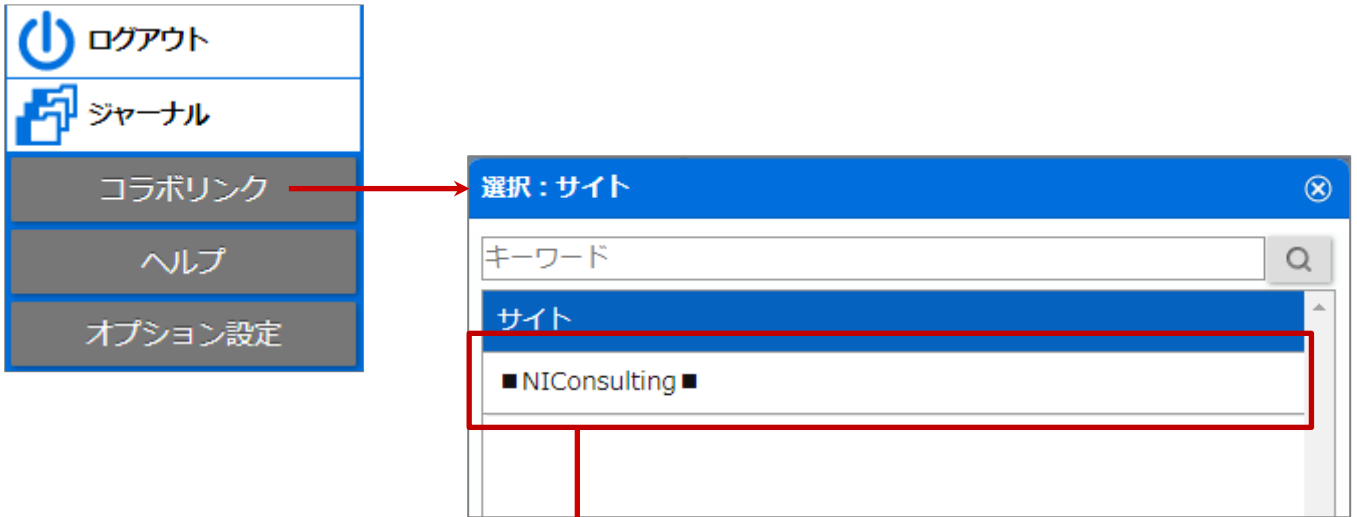 ログアウト
ジャーナル
コラボリンク
ヘルプ
オプション設定
選択：サイト
キーワード
サイト
■NIConsulting■